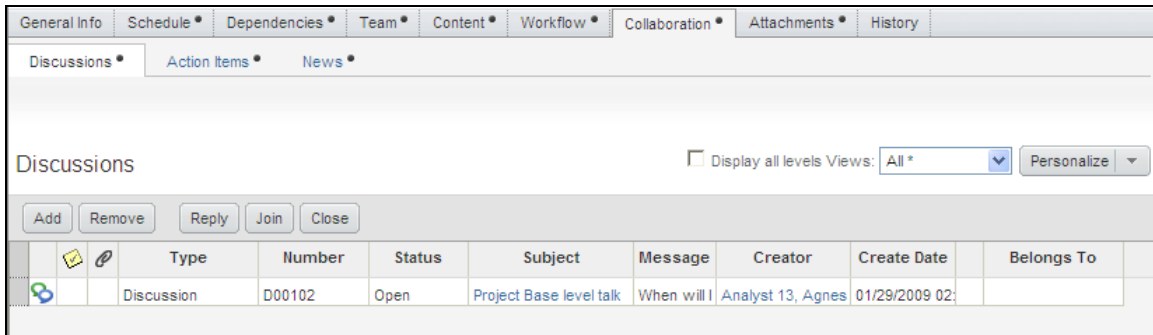 General Info Schedule Dependencies Team Content Workflow Collaboration Attachments History
Discussions Action Items News
Discussions Display all levels Views: All * Personalize
Add Remove Reply Join Close
Type Number Status Subject Message Creator Create Date Belongs To
Discussion D00102 Open Project Base level talk When will I Analyst 13, Agnes 01/29/2009 02: